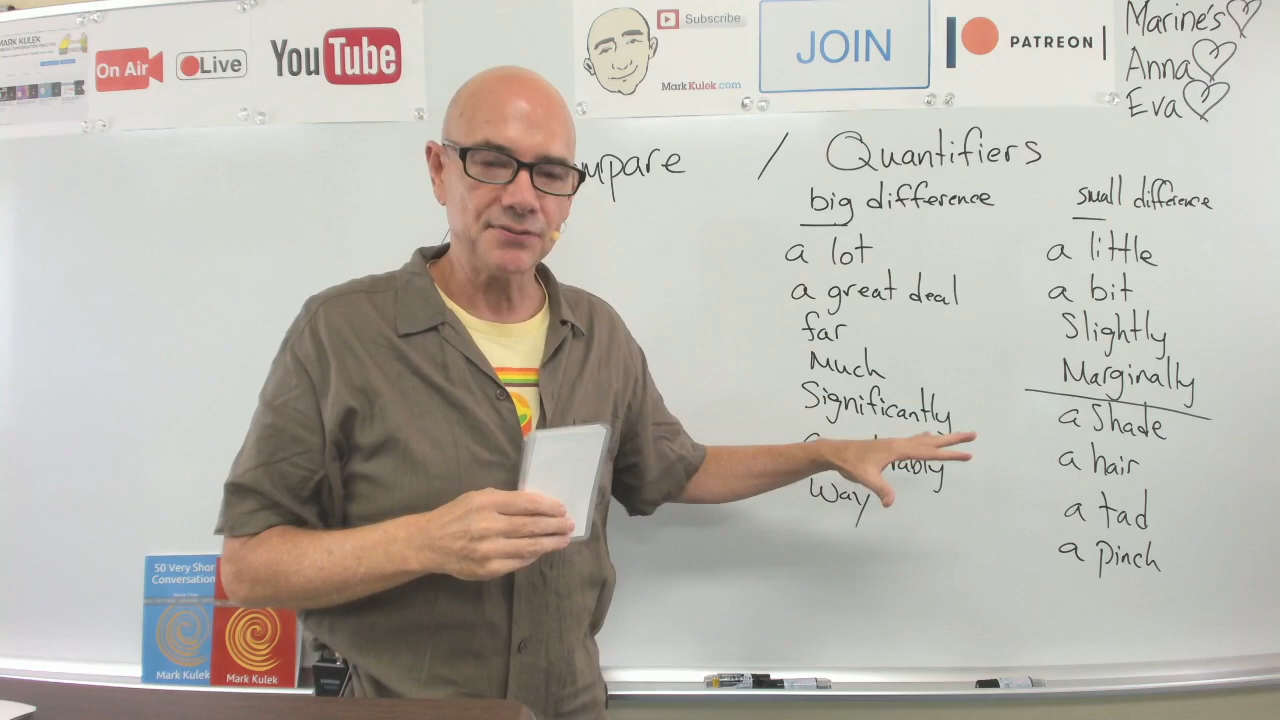 MARK KULEK
On Air
Live
YouTube
Subscribe
MarkKulek.com
JOIN
PATREON
Marine's
Anna
Eva
mpare / Quantifiers
big difference
a lot
a great deal
far
Much
Significantly
rably
Way
small difference
a little
a bit
Slightly
Marginally
a Shade
a hair
a tad
a pinch
50 Very Shor
Conversation
Mark Kulek
Mark Kulek